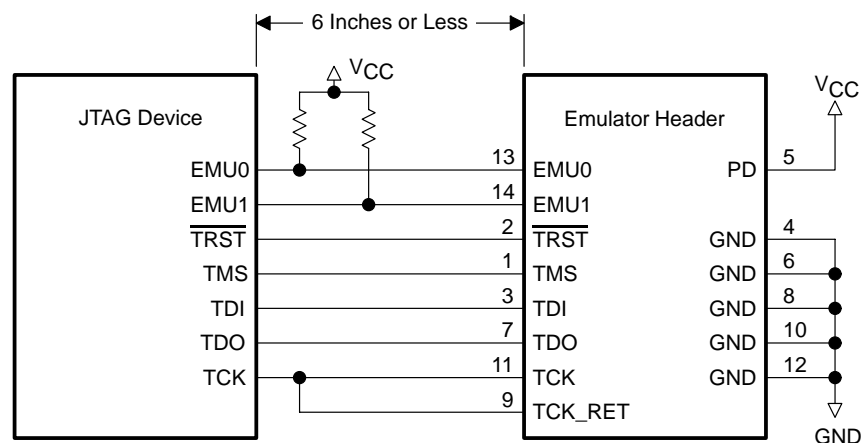 6 Inches or Less
VCC
VCC
JTAG Device
Emulator Header
EMU0 13 EMU0 PD 5
EMU1 14 EMU1
TRST 2 TRST GND 4
TMS 1 TMS GND 6
TDI 3 TDI GND 8
TDO 7 TDO GND 10
TCK 11 TCK GND 12
9 TCK_RET
GND